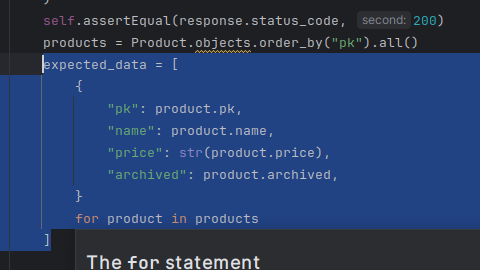 self.assertEqual(response.status_code, second: 200)
products = Product.objects.order_by("pk").all()
expected_data = [
{
"pk": product.pk,
"name": product.name,
"price": str(product.price),
"archived": product.archived,
}
for product in products
]
The for statement